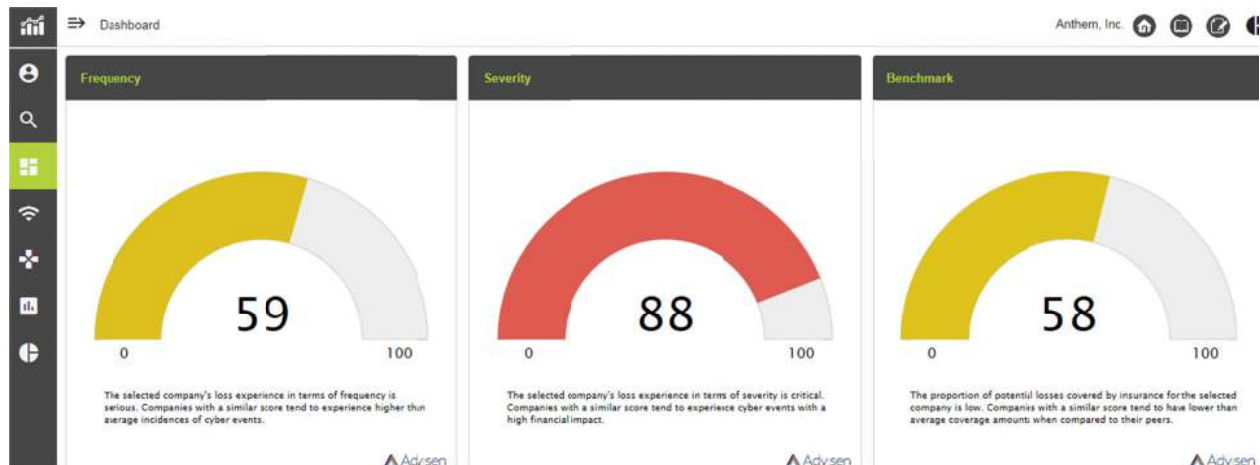 Dashboard
Anthem, Inc.
Frequency
Severity
Benchmark
59
0
100
The selected company's loss experience in terms of frequency is
serious. Companies with a similar score tend to experience higher than
average incidences of cyber events.
Advisen
88
0
100
The selected company's loss experience in terms of severity is critical.
Companies with a similar score tend to experience cyber events with a
high financial impact.
Advisen
58
0
100
The proportion of potential losses covered by insurance for the selected
company is low. Companies with a similar score tend to have lower than
average coverage amounts when compared to their peers.
Advisen